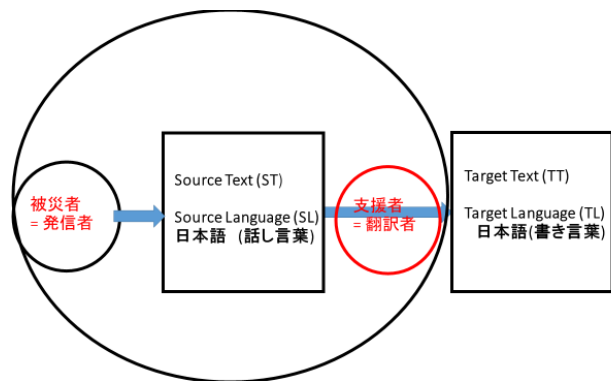 被災者
= 発信者
Source Text (ST)
Source Language (SL)
日本語 (話し言葉)
支援者
= 翻訳者
Target Text (TT)
Target Language (TL)
日本語(書き言葉)